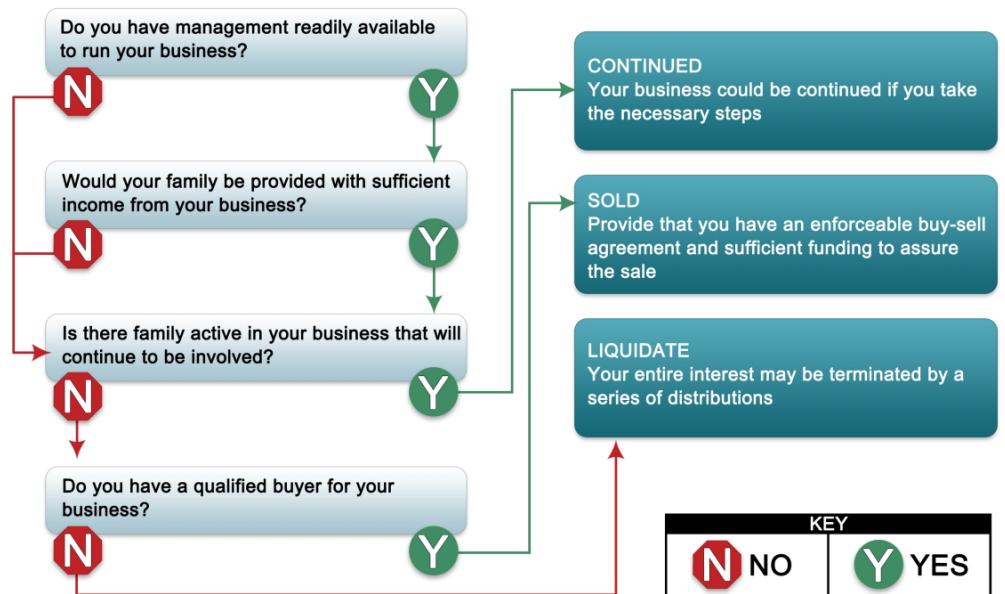 Do you have management readily available
to run your business?
N
Y
Would your family be provided with sufficient
income from your business?
N
Y
Is there family active in your business that will
continue to be involved?
N
Y
Do you have a qualified buyer for your
business?
N
Y
CONTINUED
Your business could be continued if you take
the necessary steps
SOLD
Provide that you have an enforceable buy-sell
agreement and sufficient funding to assure
the sale
LIQUIDATE
Your entire interest may be terminated by a
series of distributions
KEY
N NO
Y YES